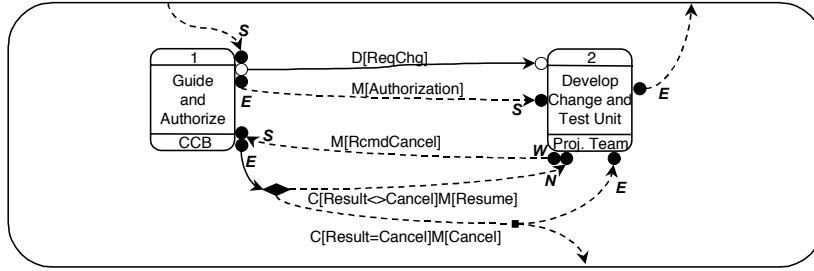 S
1
2
D[ReqChg]
Guide
and
Authorize
Develop
Change and
Test Unit
E
M[Authorization]
E
S
CCB
S
M[RcmdCancel]
W
Proj. Team
E
N
E
C[Result<>Cancel]M[Resume]
C[Result=Cancel]M[Cancel]